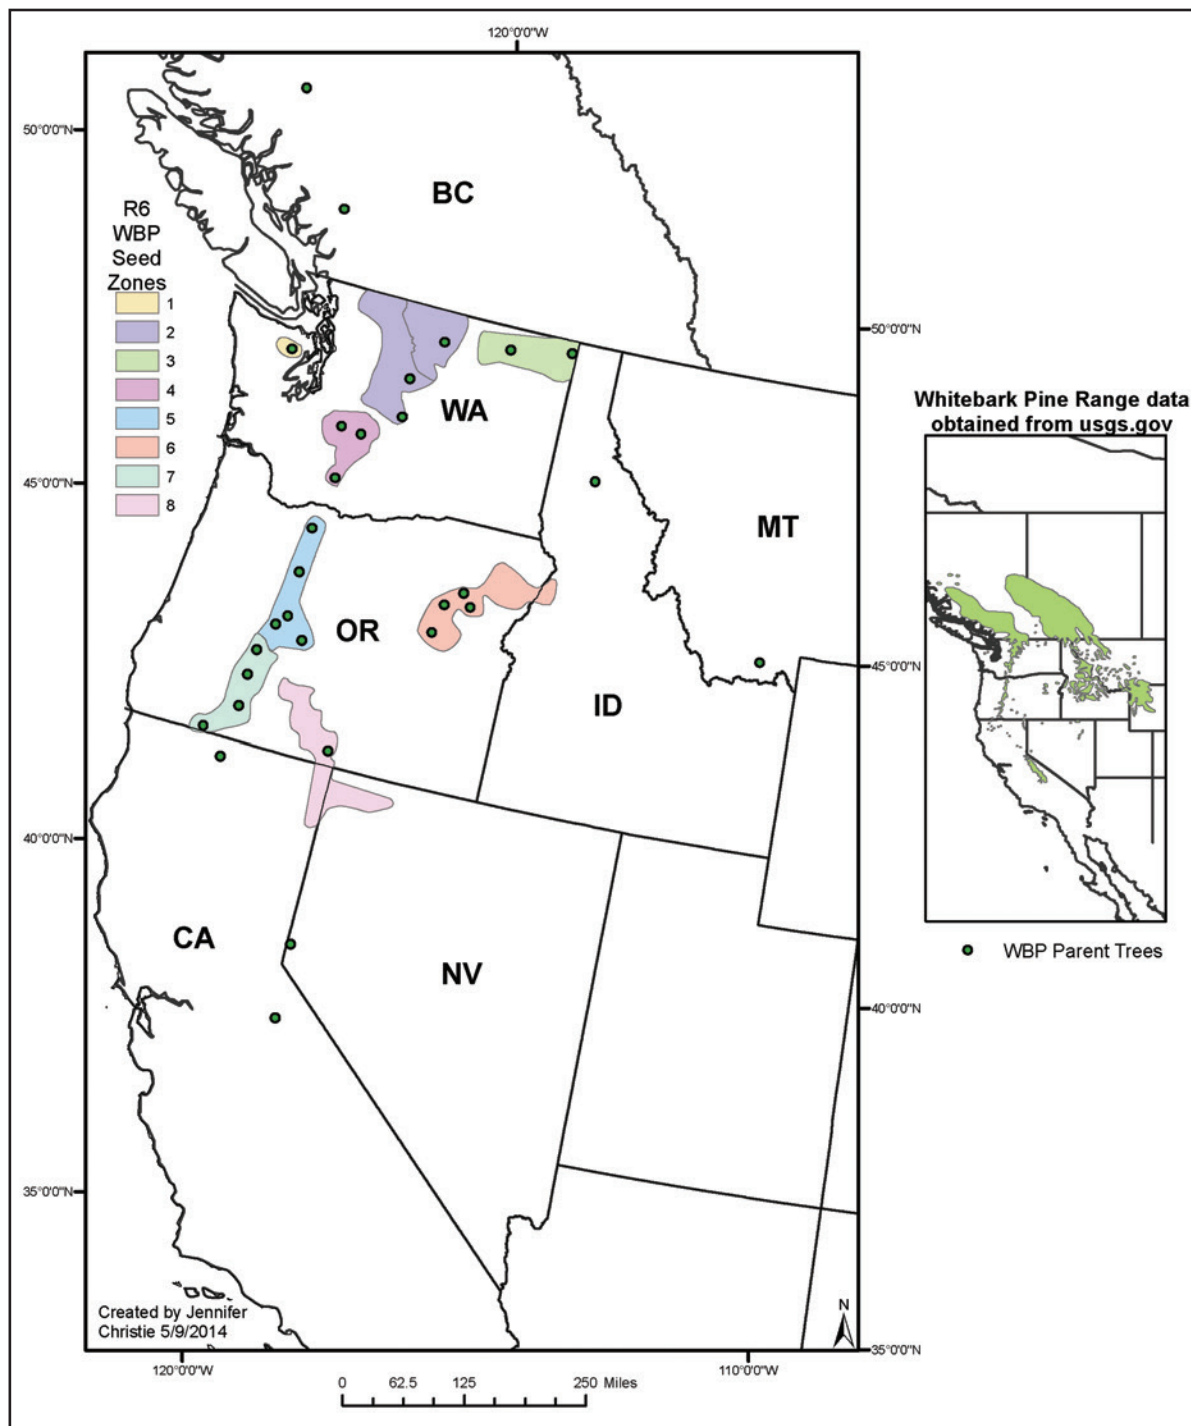 120°0'0"W
50°0'0"N
BC
R6
WBP
Seed
Zones
1
2
3
4
5
6
7
8
50°0'0"N
WA
Whitebark Pine Range data
obtained from usgs.gov
45°0'0"N
MT
OR
45°0'0"N
ID
40°0'0"N
CA
WBP Parent Trees
NV
40°0'0"N
35°0'0"N
Created by Jennifer
Christie 5/9/2014
N
35°0'0"N
120°0'0"W
110°0'0"W
0 62.5 125 250 Miles